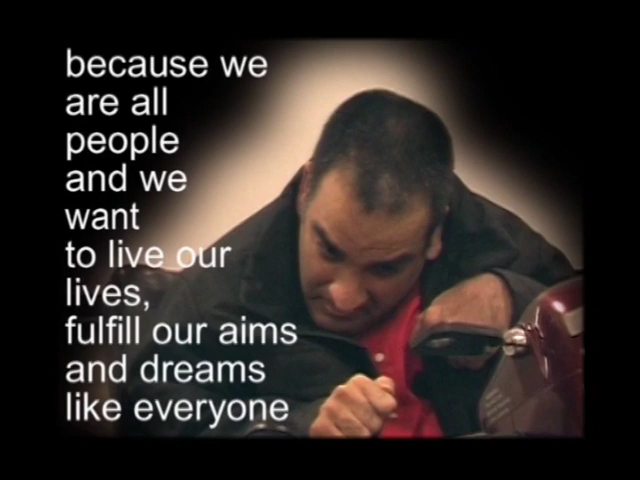 because we
are all
people
and we
want
to live our
lives,
fulfill our aims
and dreams
like everyone